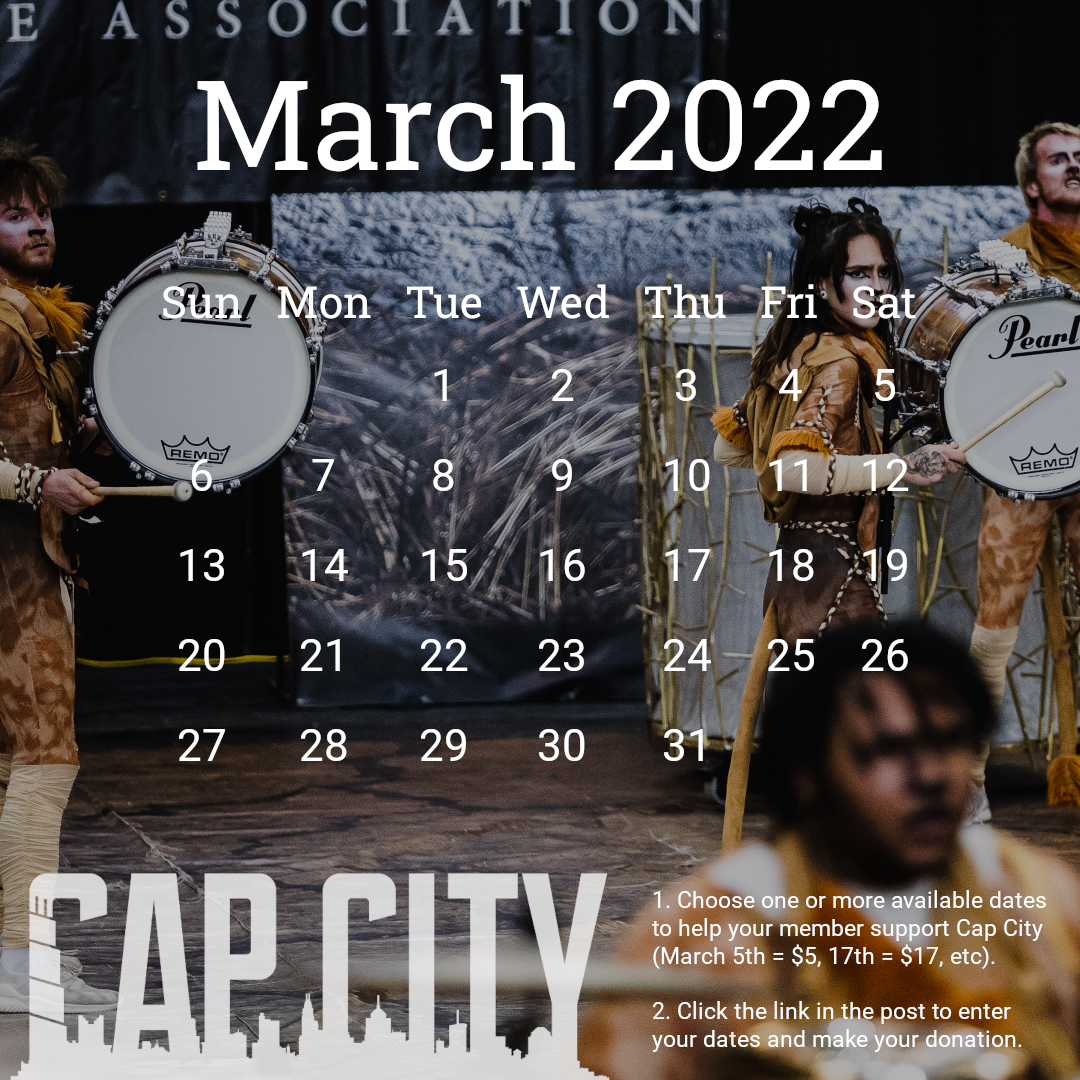 E ASSOCIATION
March 2022
Sun Mon Tue Wed Thu Fri Sat
Pearl
Pearl
1 2 3 4 5
REMO
REMO
6 7 8 9 10 11 12
13 14 15 16 17 18 19
20 21 22 23 24 25 26
27 28 29 30 31
CAP CITY
1. Choose one or more available dates
to help your member support Cap City
(March 5th = $5, 17th = $17, etc).
2. Click the link in the post to enter
your dates and make your donation.